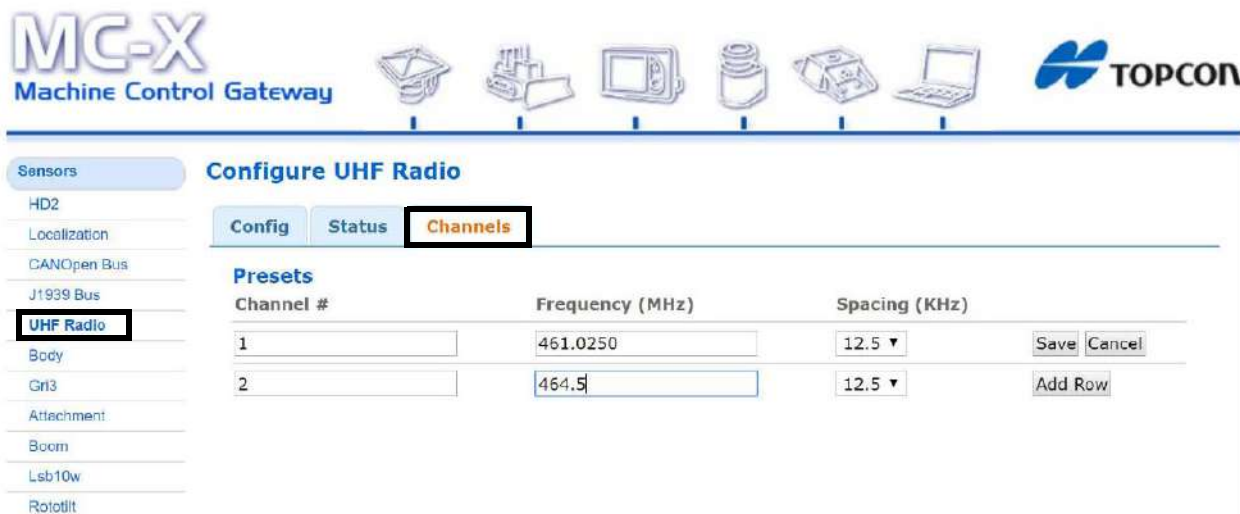 MC-X
Machine Control Gateway
TOPCON
Sensors
HD2
Localization
CANOpen Bus
J1939 Bus
UHF Radio
Body
Gri3
Attachment
Boom
Lsb10w
Rototilt
Configure UHF Radio
Config Status Channels
Presets
Channel # Frequency (MHz) Spacing (KHz)
1 461.0250 12.5 ▼ Save Cancel
2 464.5 12.5 ▼ Add Row